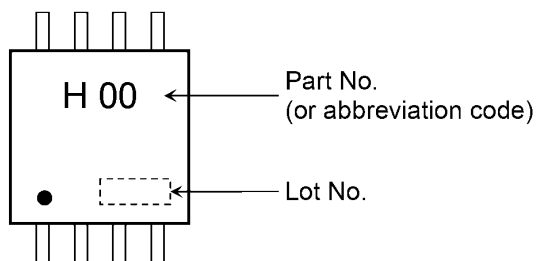 H 00
Part No.
(or abbreviation code)
Lot No.